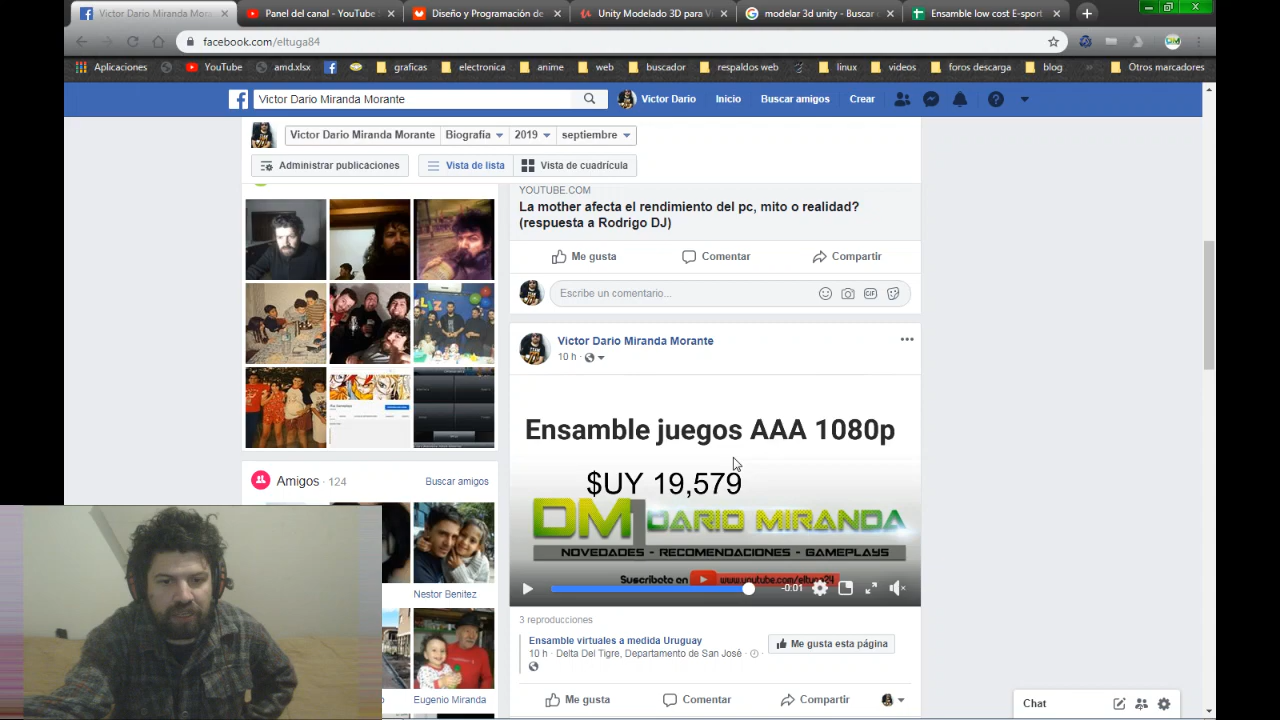 Victor Dario Miranda Mora
Panel del canal - YouTube
Diseño y Programación de
Unity Modelado 3D para V
modelar 3d unity - Buscar c
Ensamble low cost E-sport
facebook.com/eltuga84
Aplicaciones
YouTube
amd.xlsx
graficas
electronica
anime
web
buscador
respaldos web
linux
videos
foros descarga
blog
Otros marcadores
Victor Dario Miranda Morante
Victor Dario
Inicio
Buscar amigos
Crear
Victor Dario Miranda Morante
Biografía
2019
septiembre
Administrar publicaciones
Vista de lista
Vista de cuadrícula
YOUTUBE.COM
La mother afecta el rendimiento del pc, mito o realidad?
(respuesta a Rodrigo DJ)
Me gusta
Comentar
Compartir
Escribe un comentario...
GIF
Victor Dario Miranda Morante
10 h ·
Ensamble juegos AAA 1080p
$UY 19,579
DM1 DARIO MIRANDA
NOVEDADES - RECOMENDACIONES - GAMEPLAYS
Suscribete en
www.youtube.com/eltuga24
-0:01
3 reproducciones
Ensamble virtuales a medida Uruguay
10 h · Delta Del Tigre, Departamento de San José ·
Me gusta esta página
Me gusta
Comentar
Compartir
Amigos · 124
Buscar amigos
Nestor Benitez
Eugenio Miranda
Chat